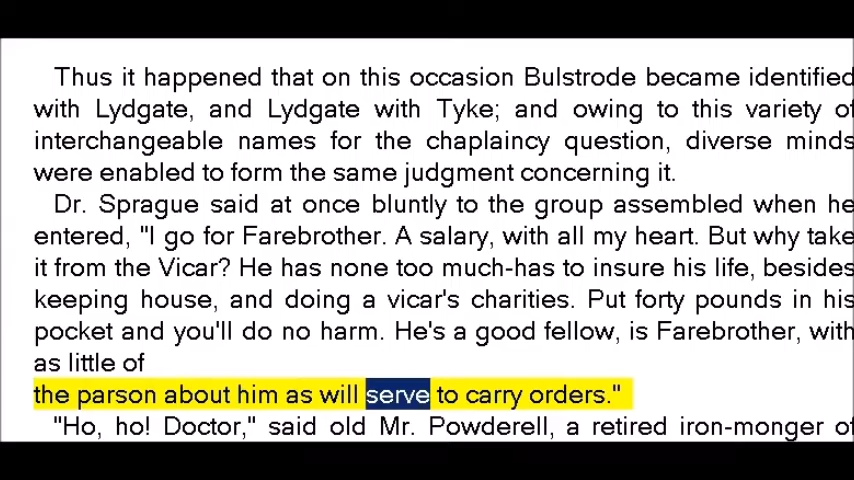 Thus it happened that on this occasion Bulstrode became identified
with Lydgate, and Lydgate with Tyke; and owing to this variety of
interchangeable names for the chaplaincy question, diverse minds
were enabled to form the same judgment concerning it.
Dr. Sprague said at once bluntly to the group assembled when he
entered, "I go for Farebrother. A salary, with all my heart. But why take
it from the Vicar? He has none too much-has to insure his life, besides
keeping house, and doing a vicar's charities. Put forty pounds in his
pocket and you'll do no harm. He's a good fellow, is Farebrother, with
as little of
the parson about him as will serve to carry orders."
"Ho, ho! Doctor," said old Mr. Powderell, a retired iron-monger of